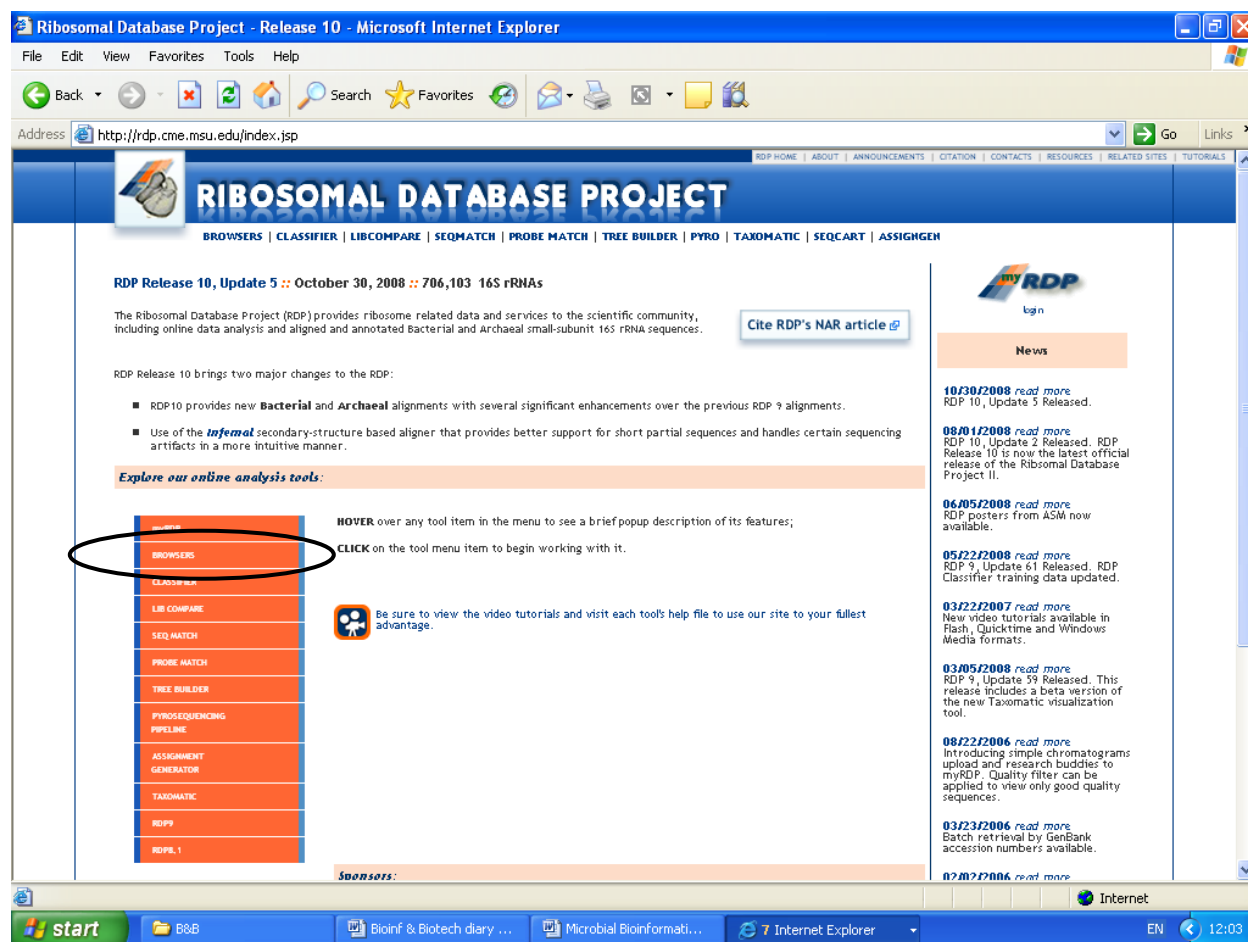 Ribosomal Database Project - Release 10 - Microsoft Internet Explorer
File Edit View Favorites Tools Help
Back Search Favorites
Address http://rdp.cme.msu.edu/index.jsp Go Links
RDP HOME | ABOUT | ANNOUNCEMENTS | CITATION | CONTACTS | RESOURCES | RELATED SITES | TUTORIALS
RIBOSOMAL DATABASE PROJECT
BROWSERS | CLASSIFIER | LIBCOMPARE | SEQMATCH | PROBE MATCH | TREE BUILDER | PYRO | TAXOMATIC | SEQCART | ASSIGNGEN
RDP Release 10, Update 5 :: October 30, 2008 :: 706,103 16S rRNAs
The Ribosomal Database Project (RDP) provides ribosome related data and services to the scientific community,
including online data analysis and aligned and annotated Bacterial and Archaeal small-subunit 16S rRNA sequences.
Cite RDP's NAR article
RDP Release 10 brings two major changes to the RDP:
RDP10 provides new Bacterial and Archaeal alignments with several significant enhancements over the previous RDP 9 alignments.
Use of the Infernal secondary-structure based aligner that provides better support for short partial sequences and handles certain sequencing
artifacts in a more intuitive manner.
Explore our online analysis tools:
myRDP
BROWSERS
CLASSIFIER
LIB COMPARE
SEQ MATCH
PROBE MATCH
TREE BUILDER
PYROSEQUENCING
PIPELINE
ASSIGNMENT
GENERATOR
TAXOMATIC
RDP9
RDP8.1
HOVER over any tool item in the menu to see a brief popup description of its features;
CLICK on the tool menu item to begin working with it.
Be sure to view the video tutorials and visit each tool's help file to use our site to your fullest
advantage.
Sponsors:
my RDP
login
News
10/30/2008 read more
RDP 10, Update 5 Released.
08/01/2008 read more
RDP 10, Update 2 Released. RDP
Release 10 is now the latest official
release of the Ribsomal Database
Project II.
06/05/2008 read more
RDP posters from ASM now
available.
05/22/2008 read more
RDP 9, Update 61 Released. RDP
Classifier training data updated.
03/22/2007 read more
New video tutorials available in
Flash, Quicktime and Windows
Media formats.
03/05/2008 read more
RDP 9, Update 59 Released. This
release includes a beta version of
the new Taxomatic visualization
tool.
08/22/2006 read more
Introducing simple chromatograms
upload and research buddies to
myRDP. Quality filter can be
applied to view only good quality
sequences.
03/23/2006 read more
Batch retrieval by GenBank
accession numbers available.
02/02/2006 read more
Internet
start B&B Bioinf & Biotech diary ... Microbial Bioinformati... 7 Internet Explorer EN 12:03